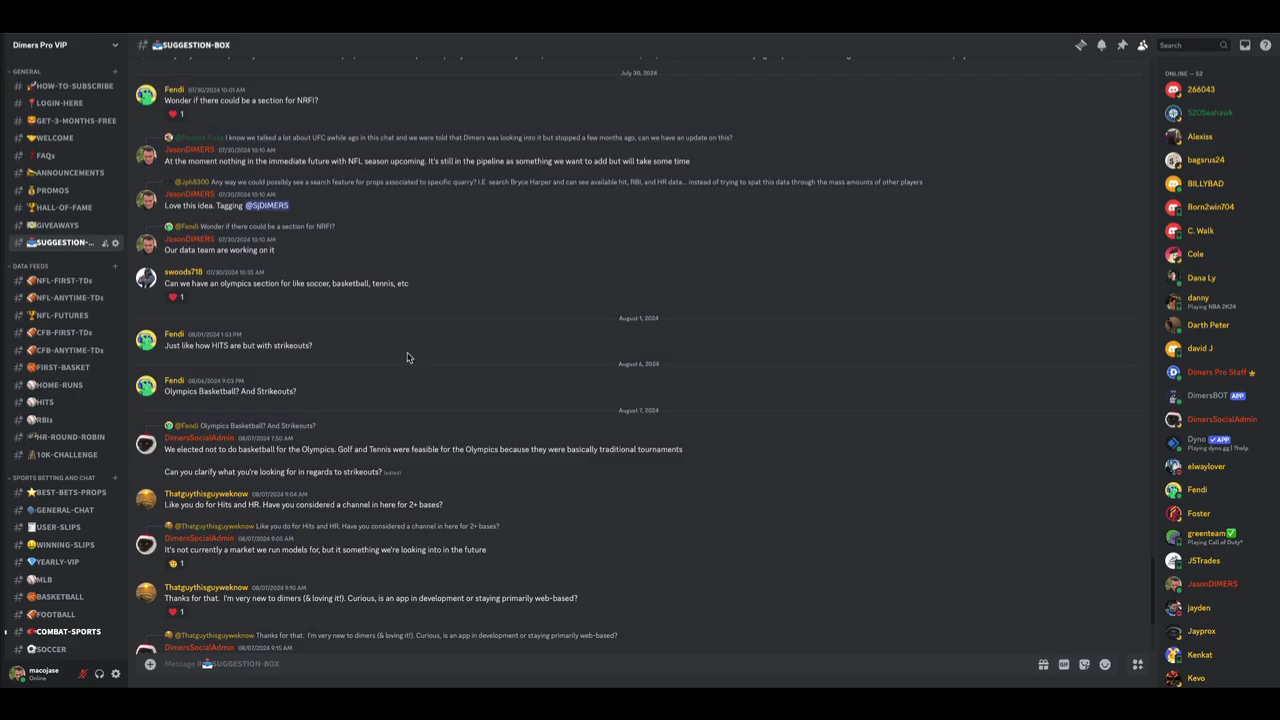 Dimers Pro VIP
GENERAL
HOW-TO-SUBSCRIBE
LOGIN-HERE
GET-3-MONTHS-FREE
WELCOME
FAQs
ANNOUNCEMENTS
PROMOS
HALL-OF-FAME
GIVEAWAYS
SUGGESTION-...
DATA FEEDS
NFL-FIRST-TDs
NFL-ANYTIME-TDs
NFL-FUTURES
CFB-FIRST-TDs
CFB-ANYTIME-TDs
FIRST-BASKET
HOME-RUNS
HITS
RBIs
HR-ROUND-ROBIN
10K-CHALLENGE
SPORTS BETTING AND CHAT
BEST-BETS-PROPS
GENERAL-CHAT
USER-SLIPS
WINNING-SLIPS
YEARLY-VIP
MLB
BASKETBALL
FOOTBALL
COMBAT-SPORTS
SOCCER
macojase
Online
SUGGESTION-BOX
Search
July 30, 2024
Fendi 07/30/2024 10:01 AM
Wonder if there could be a section for NRFI?
1
I know we talked a lot about UFC awhile ago in this chat and we were told that Dimers was looking into it but stopped a few months ago, can we have an update on this?
JasonDIMERS 07/30/2024 10:10 AM
At the moment nothing in the immediate future with NFL season upcoming. It's still in the pipeline as something we want to add but will take some time
@Jph8300 Any way we could possibly see a search feature for props associated to specific quarry? I.E search Bryce Harper and can see available hit, RBI, and HR data... instead of trying to spat this data through the mass amounts of other players
JasonDIMERS 07/30/2024 10:10 AM
Love this idea. Tagging @SjDIMERS
@Fendi Wonder if there could be a section for NRFI?
JasonDIMERS 07/30/2024 10:10 AM
Our data team are working on it
swoods718 07/30/2024 10:35 AM
Can we have an olympics section for like soccer, basketball, tennis, etc
1
August 1, 2024
Fendi 08/01/2024 1:53 PM
Just like how HITS are but with strikeouts?
August 6, 2024
Fendi 08/06/2024 9:03 PM
Olympics Basketball? And Strikeouts?
August 7, 2024
@Fendi Olympics Basketball? And Strikeouts?
DimersSocialAdmin 08/07/2024 7:50 AM
We elected not to do basketball for the Olympics. Golf and Tennis were feasible for the Olympics because they were basically traditional tournaments
Can you clarify what you're looking for in regards to strikeouts? (edited)
Thatguythisguyweknow 08/07/2024 9:04 AM
Like you do for Hits and HR. Have you considered a channel in here for 2+ bases?
@Thatguythisguyweknow Like you do for Hits and HR. Have you considered a channel in here for 2+ bases?
DimersSocialAdmin 08/07/2024 9:05 AM
It's not currently a market we run models for, but it something we're looking into in the future
1
Thatguythisguyweknow 08/07/2024 9:10 AM
Thanks for that. I'm very new to dimers (& loving it!). Curious, is an app in development or staying primarily web-based?
1
@Thatguythisguyweknow Thanks for that. I'm very new to dimers (& loving it!). Curious, is an app in development or staying primarily web-based?
DimersSocialAdmin 08/07/2024 9:15 AM
Message #SUGGESTION-BOX
GIF
ONLINE — 52
266043
520Seahawk
Alexiss
bagsrus24
BILLYBAD
Born2win704
C. Walk
Cole
Dana Ly
danny
Playing NBA 2K24
Darth Peter
david J
Dimers Pro Staff
DimersBOT APP
DimersSocialAdmin
Dyno APP
Playing dyno.gg | ?help
elwaylover
Fendi
Foster
greenteam
Playing Call of Duty®
J5Trades
JasonDIMERS
jayden
Jayprox
Kenkat
Kevo